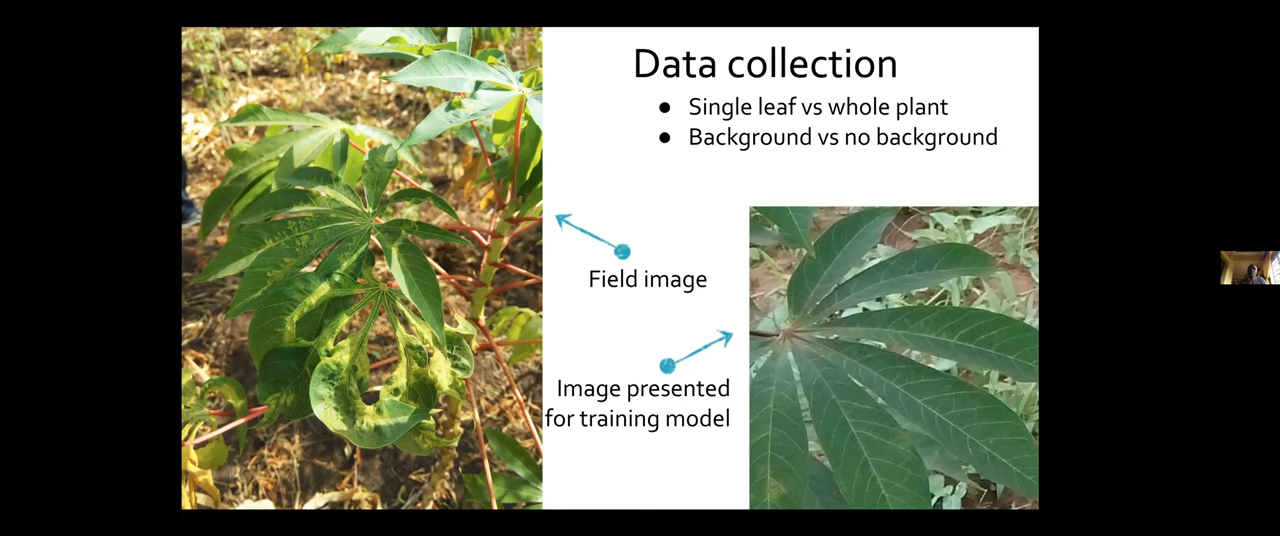 Data collection
● Single leaf vs whole plant
● Background vs no background
Field image
Image presented
for training model